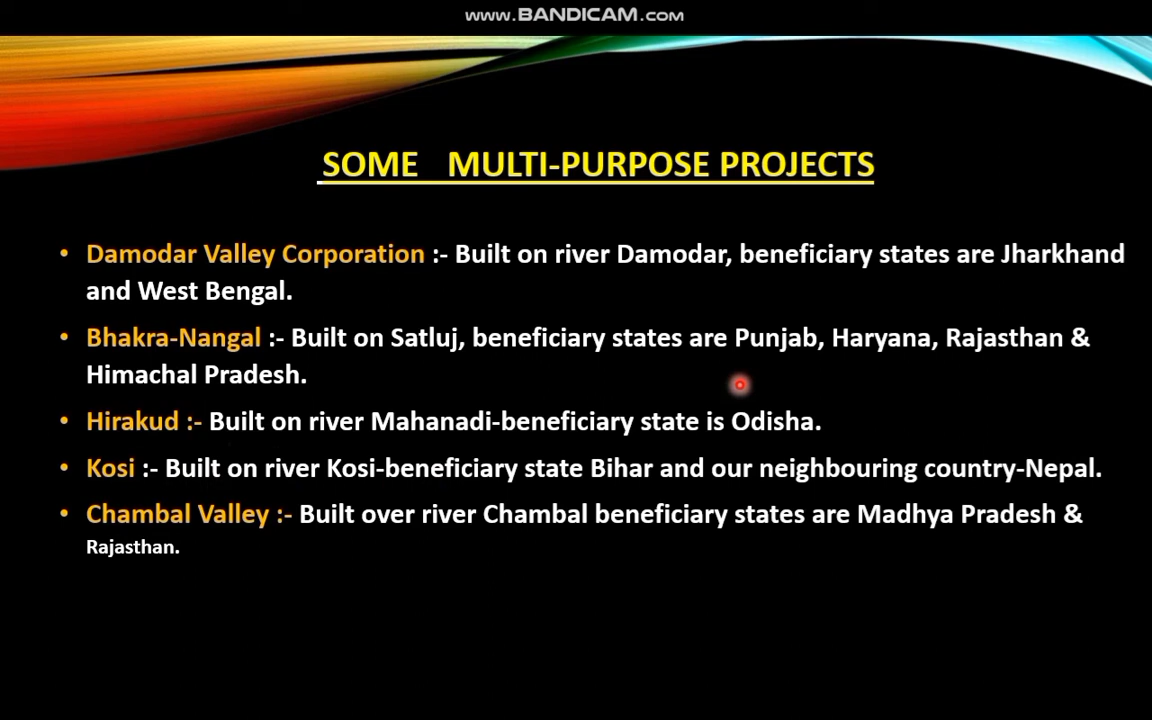 www.BANDICAM.com
SOME MULTI-PURPOSE PROJECTS
• Damodar Valley Corporation :- Built on river Damodar, beneficiary states are Jharkhand
and West Bengal.
• Bhakra-Nangal :- Built on Satluj, beneficiary states are Punjab, Haryana, Rajasthan &
Himachal Pradesh.
• Hirakud :- Built on river Mahanadi-beneficiary state is Odisha.
• Kosi :- Built on river Kosi-beneficiary state Bihar and our neighbouring country-Nepal.
• Chambal Valley :- Built over river Chambal beneficiary states are Madhya Pradesh &
Rajasthan.